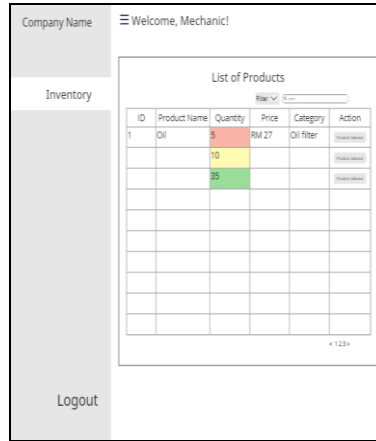 Company Name
☰ Welcome, Mechanic!
Inventory
List of Products
Filter
ID Product Name Quantity Price Category Action
1 Oil 5 RM 27 Oil filter
10
35
< 1 2 3 >
Logout